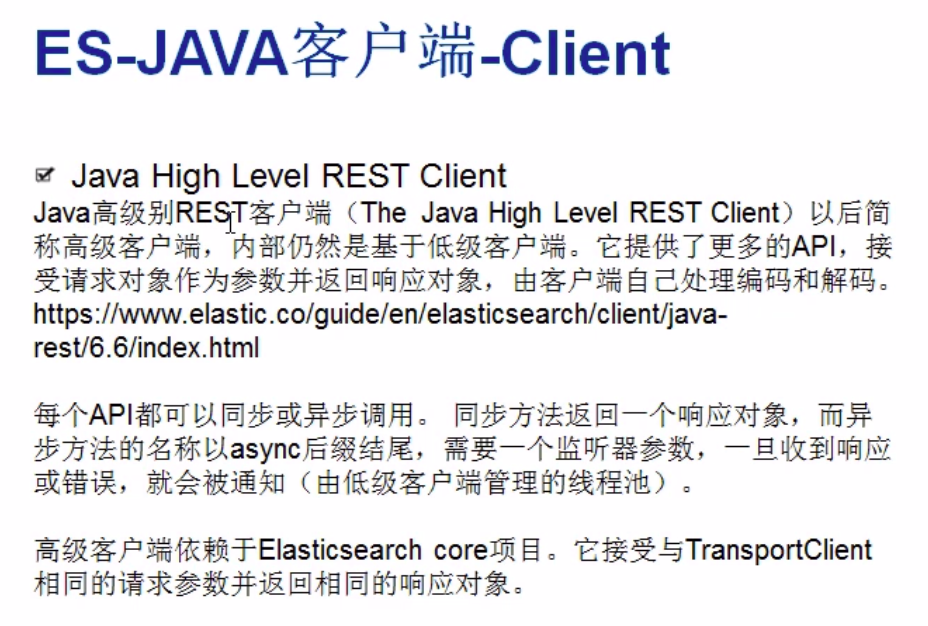 ES-JAVA客户端-Client
Java High Level REST Client
Java高级别REST客户端（The Java High Level REST Client）以后简
称高级客户端，内部仍然是基于低级客户端。它提供了更多的API，接
受请求对象作为参数并返回响应对象，由客户端自己处理编码和解码。
https://www.elastic.co/guide/en/elasticsearch/client/java-
rest/6.6/index.html
每个API都可以同步或异步调用。 同步方法返回一个响应对象，而异
步方法的名称以async后缀结尾，需要一个监听器参数，一旦收到响应
或错误，就会被通知（由低级客户端管理的线程池）。
高级客户端依赖于Elasticsearch core项目。它接受与TransportClient
相同的请求参数并返回相同的响应对象。